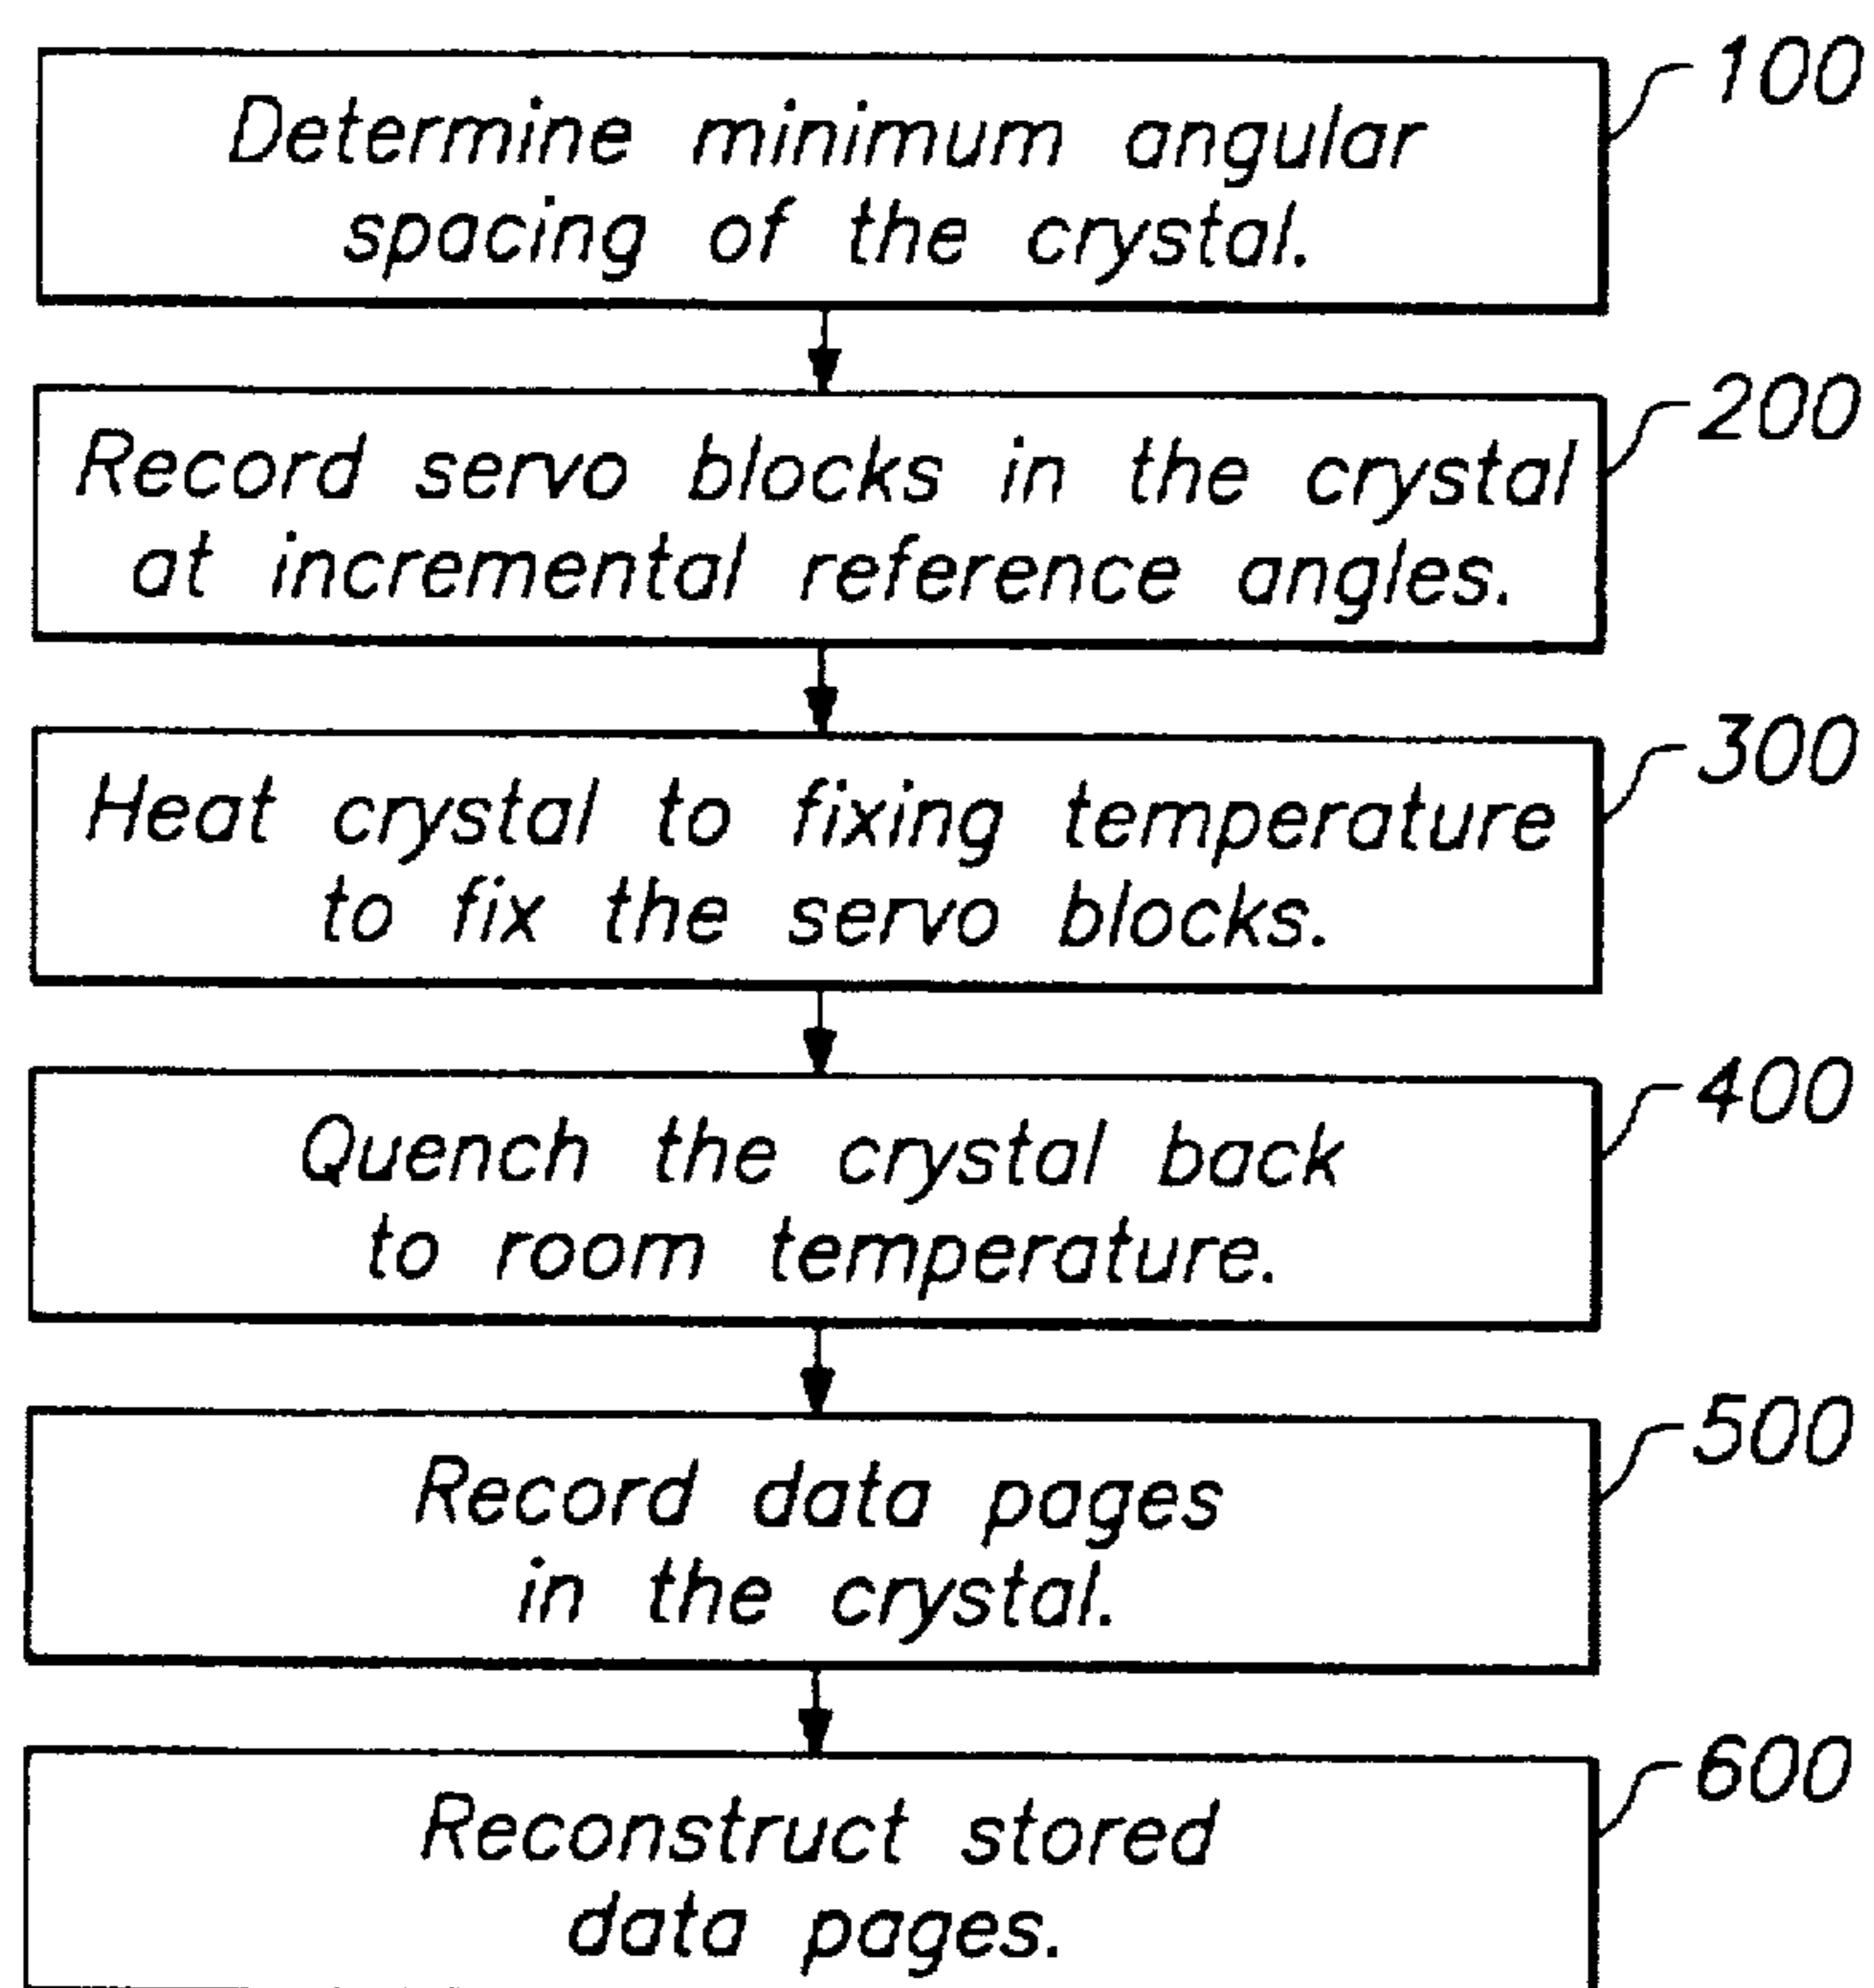 100
Determine minimum angular
spacing of the crystal.
200
Record servo blocks in the crystal
at incremental reference angles.
300
Heat crystal to fixing temperature
to fix the servo blocks.
400
Quench the crystal back
to room temperature.
500
Record data pages
in the crystal.
600
Reconstruct stored
data pages.